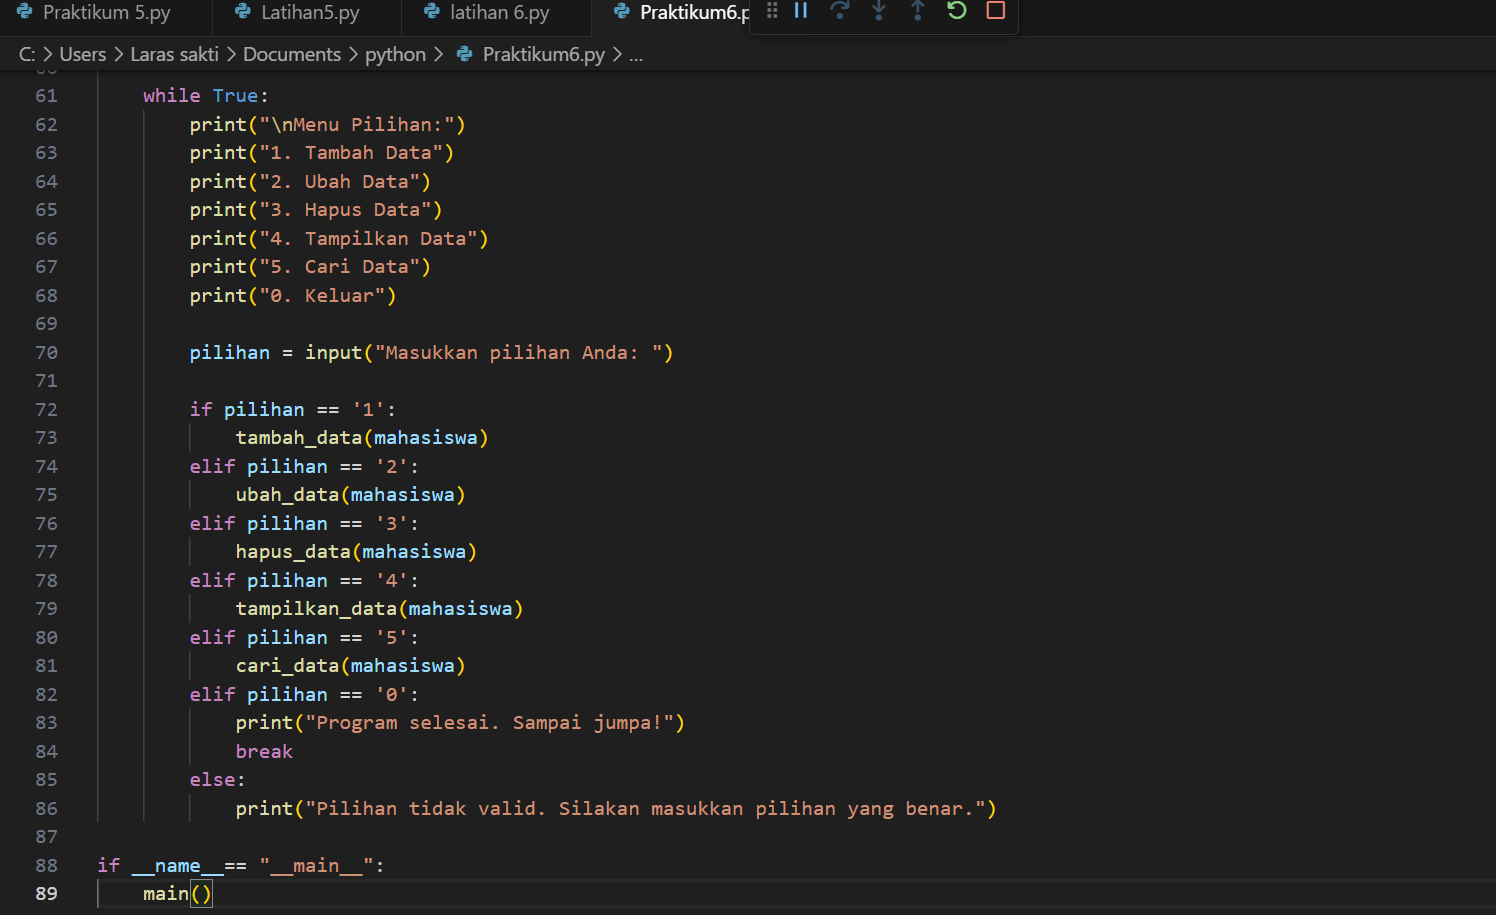 Praktikum 5.py Latihan5.py latihan 6.py Praktikum6.p
C: > Users > Laras sakti > Documents > python > Praktikum6.py > ...
61 while True:
62 print("\nMenu Pilihan:")
63 print("1. Tambah Data")
64 print("2. Ubah Data")
65 print("3. Hapus Data")
66 print("4. Tampilkan Data")
67 print("5. Cari Data")
68 print("0. Keluar")
69
70 pilihan = input("Masukkan pilihan Anda: ")
71
72 if pilihan == '1':
73 tambah_data(mahasiswa)
74 elif pilihan == '2':
75 ubah_data(mahasiswa)
76 elif pilihan == '3':
77 hapus_data(mahasiswa)
78 elif pilihan == '4':
79 tampilkan_data(mahasiswa)
80 elif pilihan == '5':
81 cari_data(mahasiswa)
82 elif pilihan == '0':
83 print("Program selesai. Sampai jumpa!")
84 break
85 else:
86 print("Pilihan tidak valid. Silakan masukkan pilihan yang benar.")
87
88 if __name__== "__main__":
89 main()